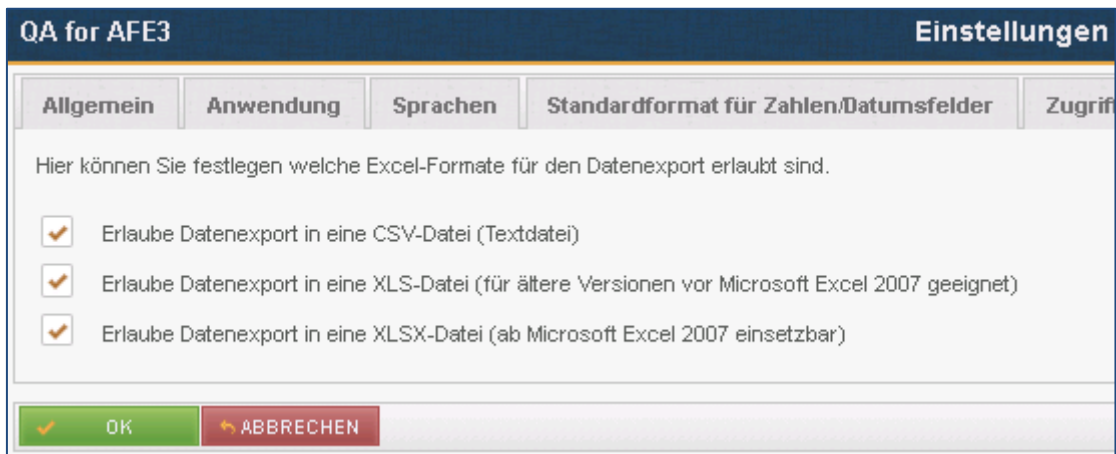 QA for AFE3 Einstellungen
Allgemein Anwendung Sprachen Standardformat für Zahlen/Datumsfelder Zugriff
Hier können Sie festlegen welche Excel-Formate für den Datenexport erlaubt sind.
Erlaube Datenexport in eine CSV-Datei (Textdatei)
Erlaube Datenexport in eine XLS-Datei (für ältere Versionen vor Microsoft Excel 2007 geeignet)
Erlaube Datenexport in eine XLSX-Datei (ab Microsoft Excel 2007 einsetzbar)
OK ABBRECHEN